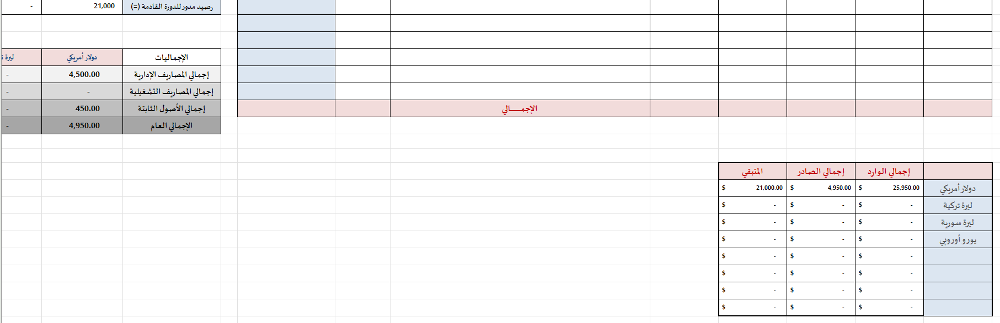 رصيد مدور للدورة القادمة (=) 21,000 -
الإجماليات دولار أمريكي ليرة
إجمالي المصاريف الإدارية 4,500.00 -
إجمالي المصاريف التشغيلية - -
الإجمـــــالي
إجمالي الأصول الثابتة 450.00 -
الإجمالي العام 4,950.00 -
إجمالي الوارد إجمالي الصادر المتبقي
دولار أمريكي $ 25,950.00 $ 4,950.00 $ 21,000.00
ليرة تركية $ - $ - $ -
ليرة سورية $ - $ - $ -
يورو أوروبي $ - $ - $ -
$ - $ - $ -
$ - $ - $ -
$ - $ - $ -
$ - $ - $ -